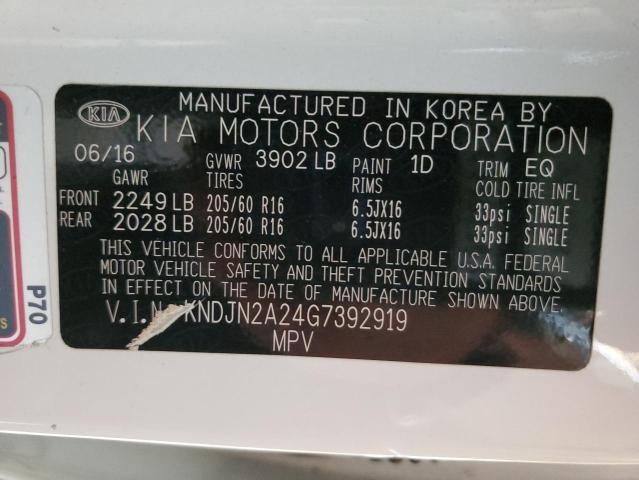 MANUFACTURED IN KOREA BY
KIA KIA MOTORS CORPORATION
06/16 GVWR 3902 LB PAINT 1D TRIM EQ
GAWR TIRES RIMS COLD TIRE INFL
FRONT 2249 LB 205/60 R16 6.5JX16 33psi SINGLE
REAR 2028 LB 205/60 R16 6.5JX16 33psi SINGLE
THIS VEHICLE CONFORMS TO ALL APPLICABLE U.S.A. FEDERAL
MOTOR VEHICLE SAFETY AND THEFT PREVENTION STANDARDS
IN EFFECT ON THE DATE OF MANUFACTURE SHOWN ABOVE.
V.I.N KNDJN2A24G7392919
MPV
P70